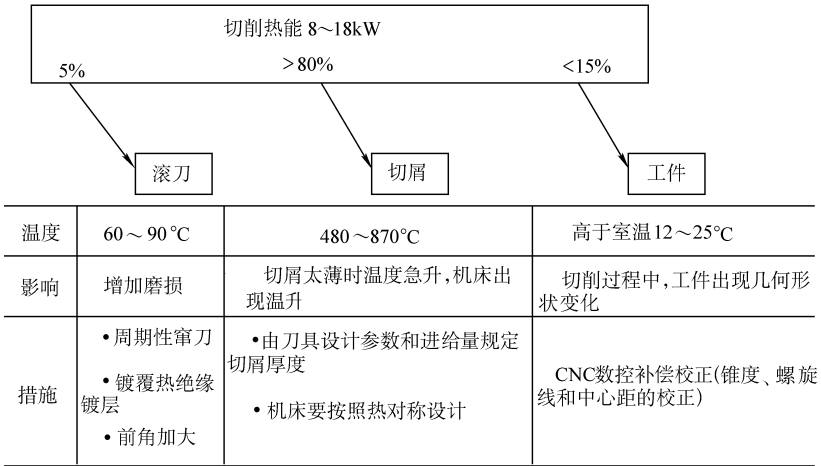 切削热能 8～18kW
5%
>80%
<15%
滚刀
切屑
工件
温度
60～90℃
480～870℃
高于室温12～25℃
影响
增加磨损
切屑太薄时温度急升,机床出
现温升
切削过程中,工件出现几何形
状变化
措施
•周期性窜刀
•镀覆热绝缘
镀层
•前角加大
•由刀具设计参数和进给量规定
切屑厚度
•机床要按照热对称设计
CNC数控补偿校正(锥度、螺旋
线和中心距的校正)